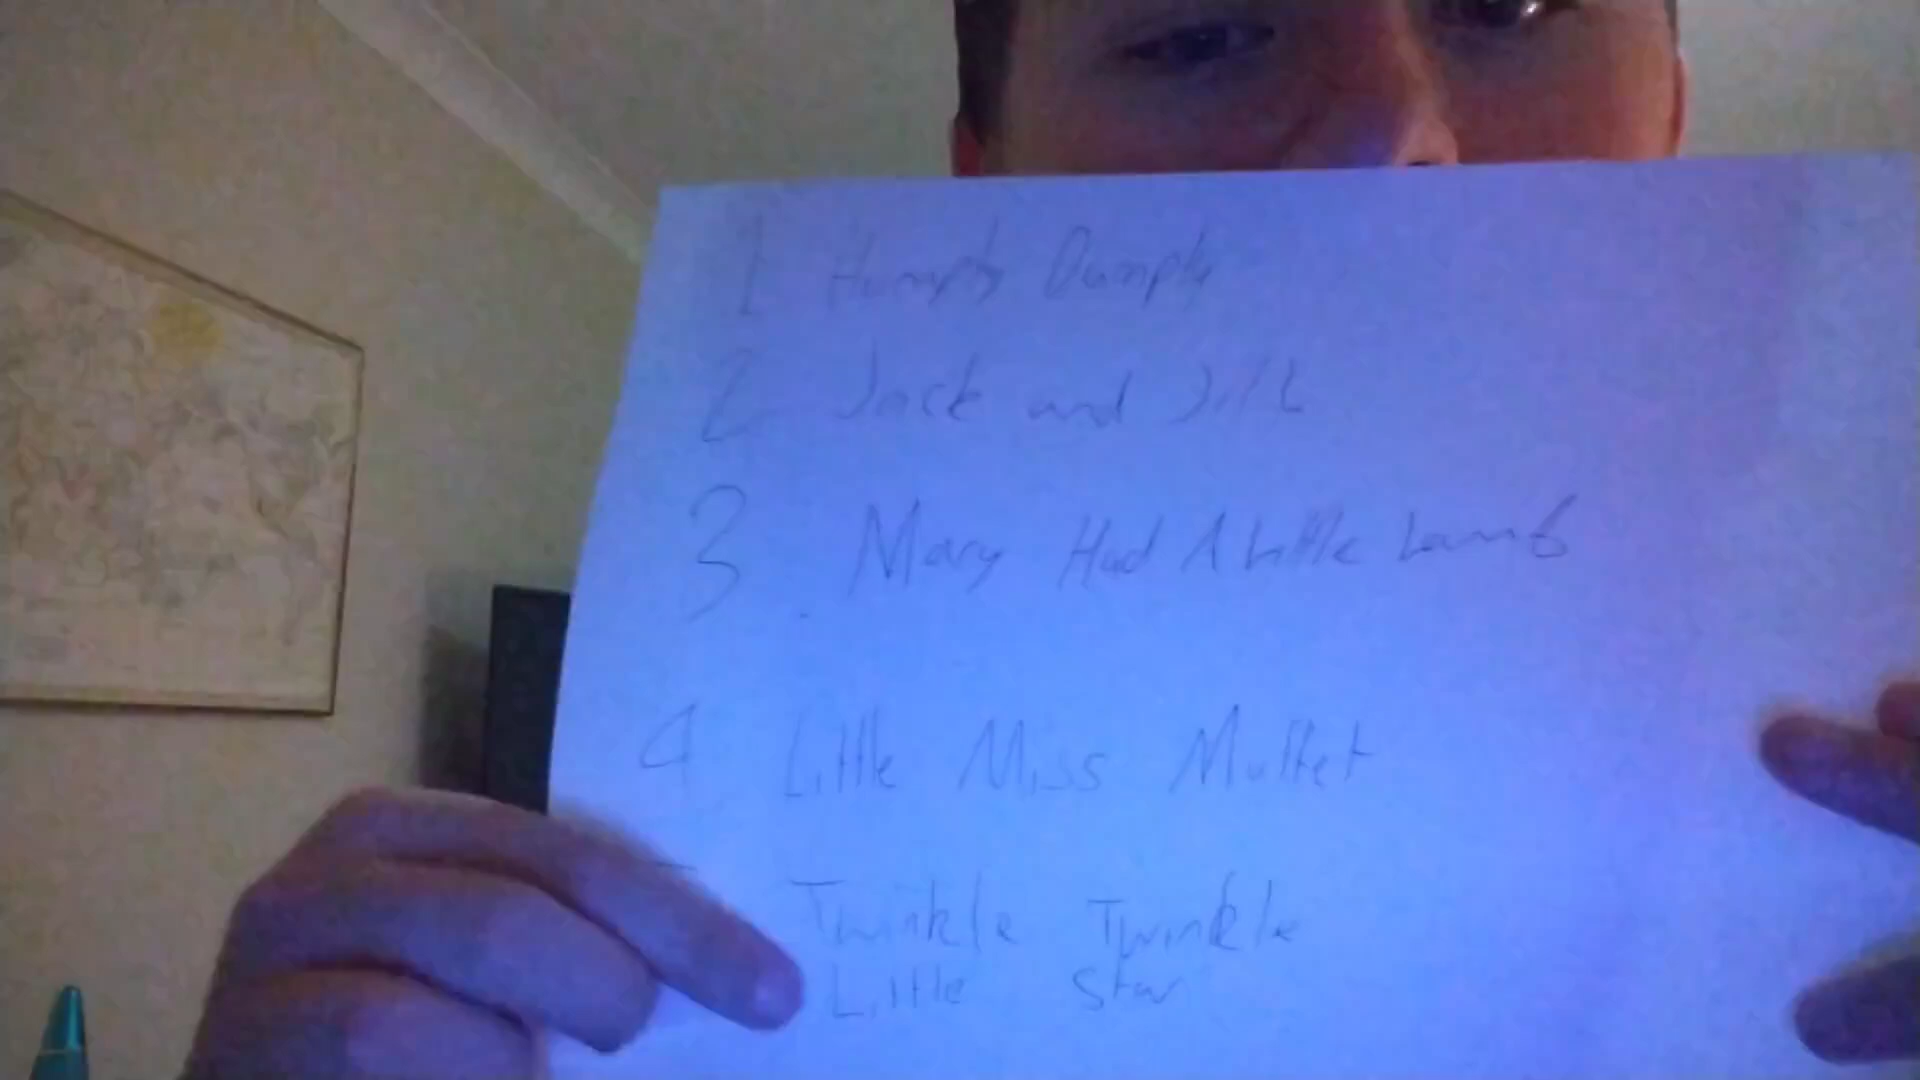 1 Humpty Dumpty
2 Jack and Jill
3 Mary Had A Little Lamb
4 Little Miss Muffet
Twinkle Twinkle
Little Star